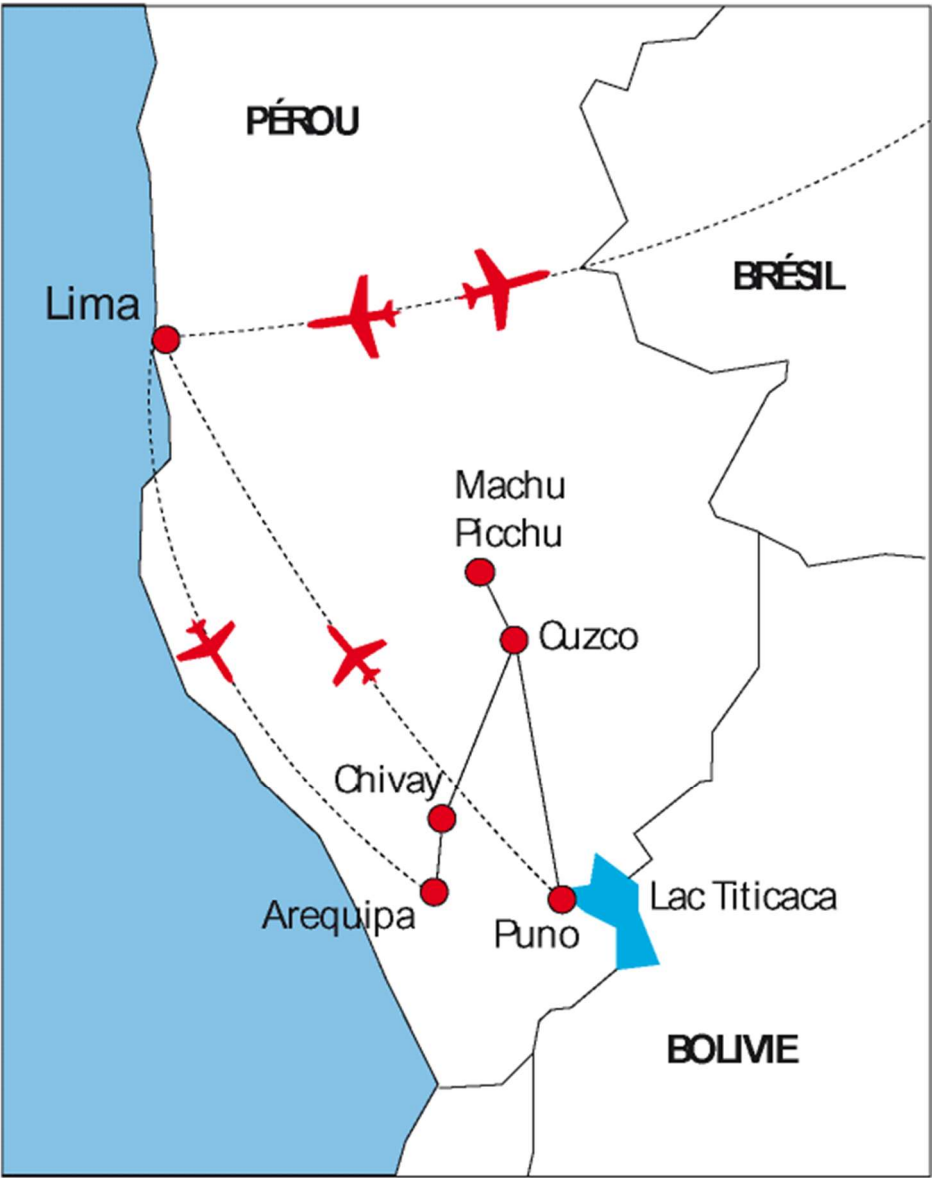 PÉROU
BRÉSIL
Lima
Machu
Picchu
Cuzco
Chivay
Arequipa
Puno
Lac Titicaca
BOLIVIE